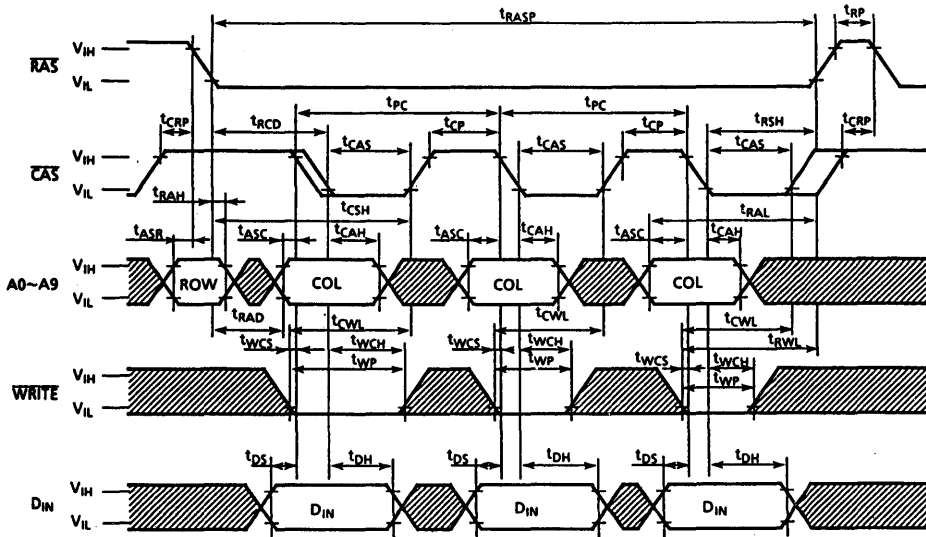 tRASP tRP
RAS VIH
VIL
tPC tPC
tCRP tRCD tCP tCP tRSH tCRP
tCAS tCAS tCAS
CAS VIH
VIL
tRAH tCSH tRAL
tASR tASC tCAH tASC tCAH tASC tCAH
A0~A9 VIH
VIL
ROW COL COL COL
tRAD tCWL tCWL tCWL
tWCS tWCH tWCS tWCH tRWL
tWP tWP tWCS tWCH
tWP
WRITE VIH
VIL
tDS tDH tDS tDH tDS tDH
DIN VIH
VIL
DIN DIN DIN